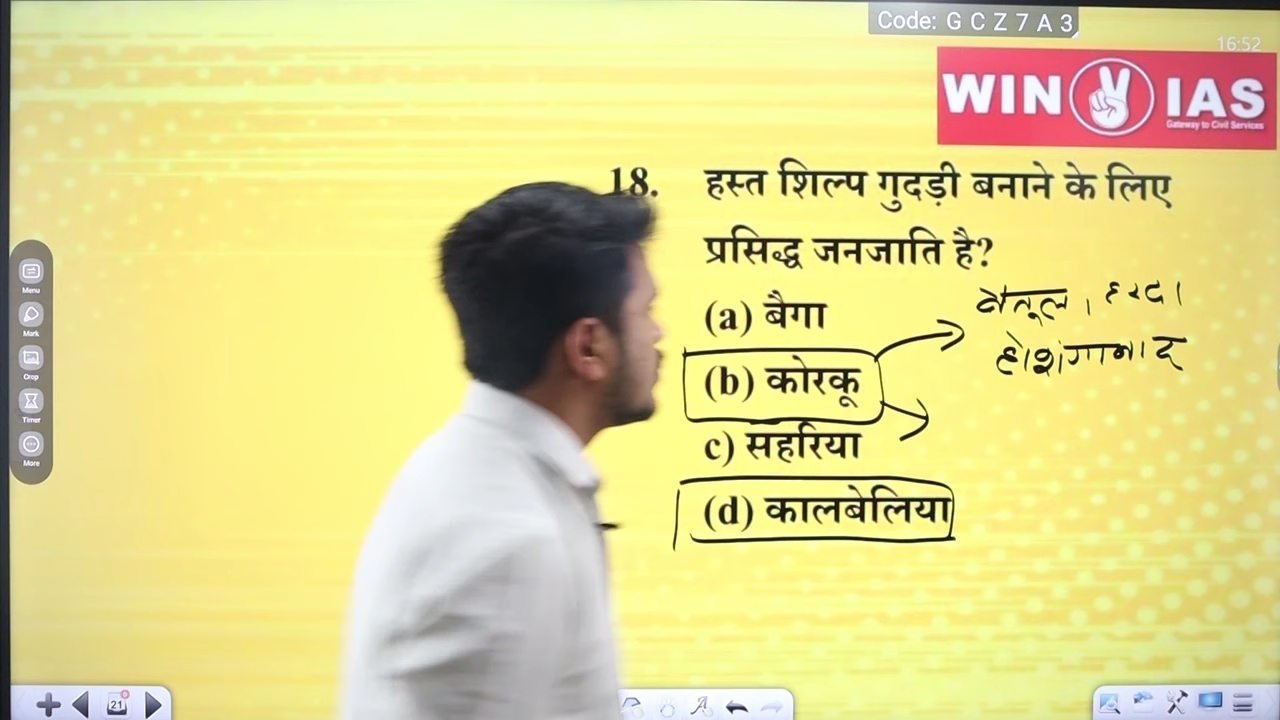 Code: G C Z 7 A 3
16:52
WIN IAS
Gateway to Civil Services
18. हस्त शिल्प गुदड़ी बनाने के लिए
प्रसिद्ध जनजाति है?
(a) बैगा
(b) कोरकू
c) सहरिया
(d) कालबेलिया
बैतूल, हरदा
होशंगाबाद
Menu
Mark
Crop
Timer
More
21